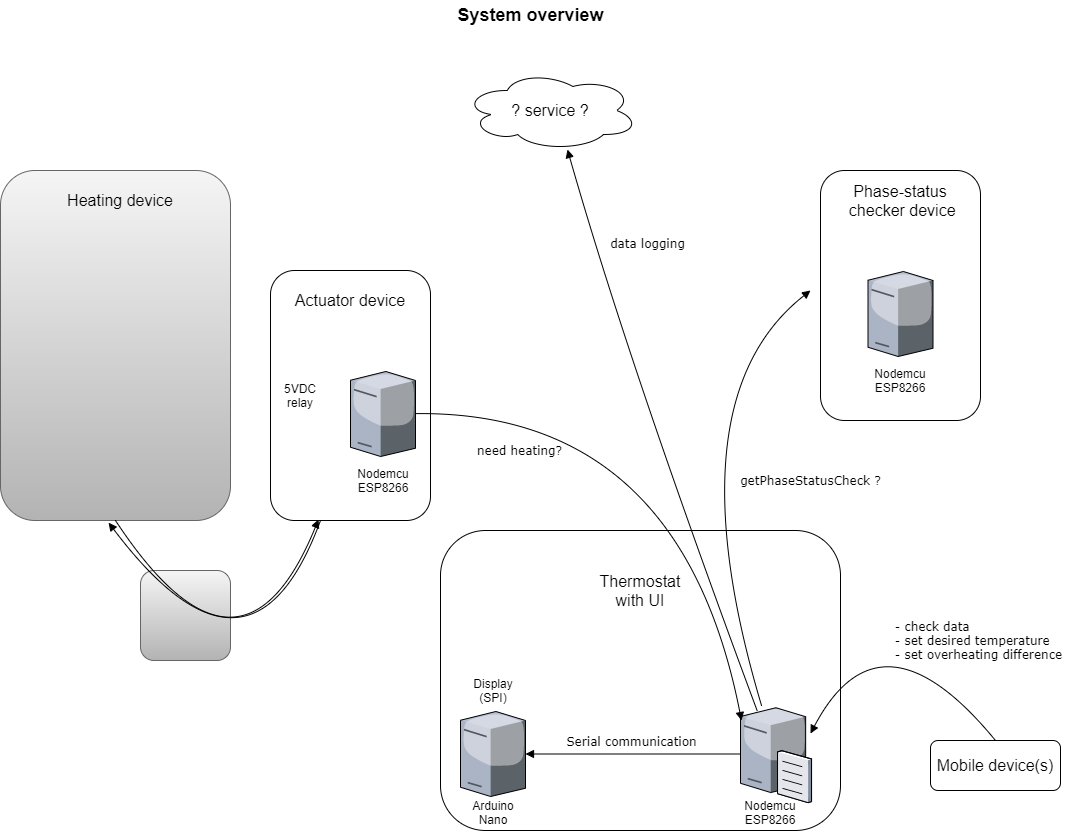 System overview
? service ?
Heating device
Phase-status
checker device
data logging
Actuator device
5VDC
relay
Nodemcu
ESP8266
Nodemcu
ESP8266
need heating?
getPhaseStatusCheck ?
Thermostat
with UI
- check data
- set desired temperature
- set overheating difference
Display
(SPI)
Serial communication
Mobile device(s)
Arduino
Nano
Nodemcu
ESP8266